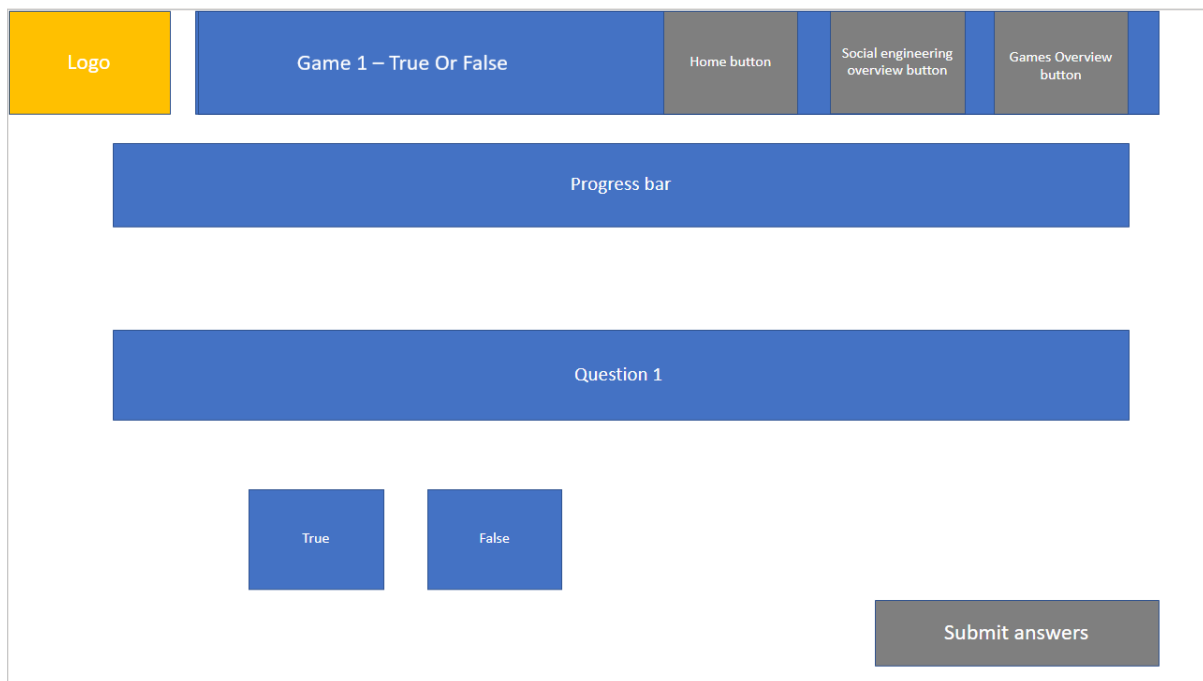 Logo
Game 1 – True Or False
Home button
Social engineering
overview button
Games Overview
button
Progress bar
Question 1
True
False
Submit answers